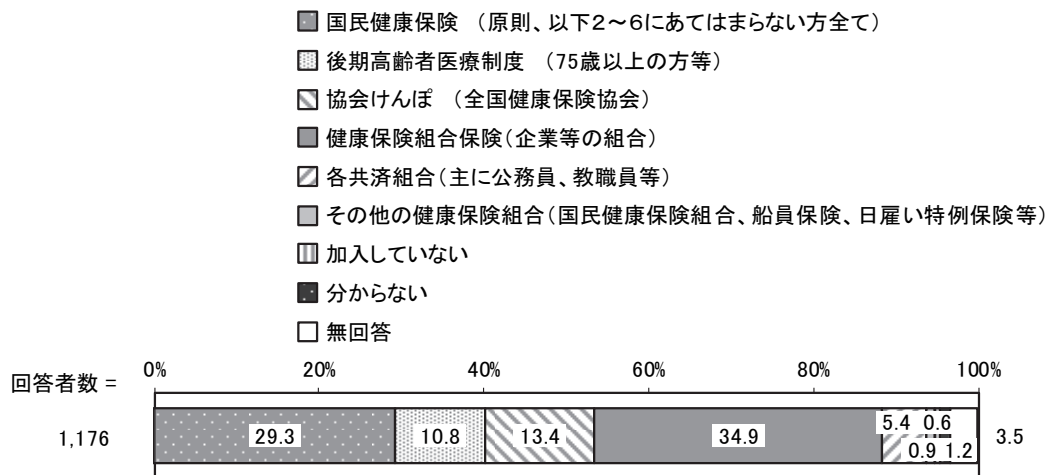 国民健康保険 （原則、以下２～６にあてはまらない方全て）
後期高齢者医療制度 （75歳以上の方等）
協会けんぽ （全国健康保険協会）
健康保険組合保険（企業等の組合）
各共済組合（主に公務員、教職員等）
その他の健康保険組合（国民健康保険組合、船員保険、日雇い特例保険等）
加入していない
分からない
無回答
0% 20% 40% 60% 80% 100%
回答者数 =
1,176 29.3 10.8 13.4 34.9 5.4 0.6 0.9 1.2 3.5